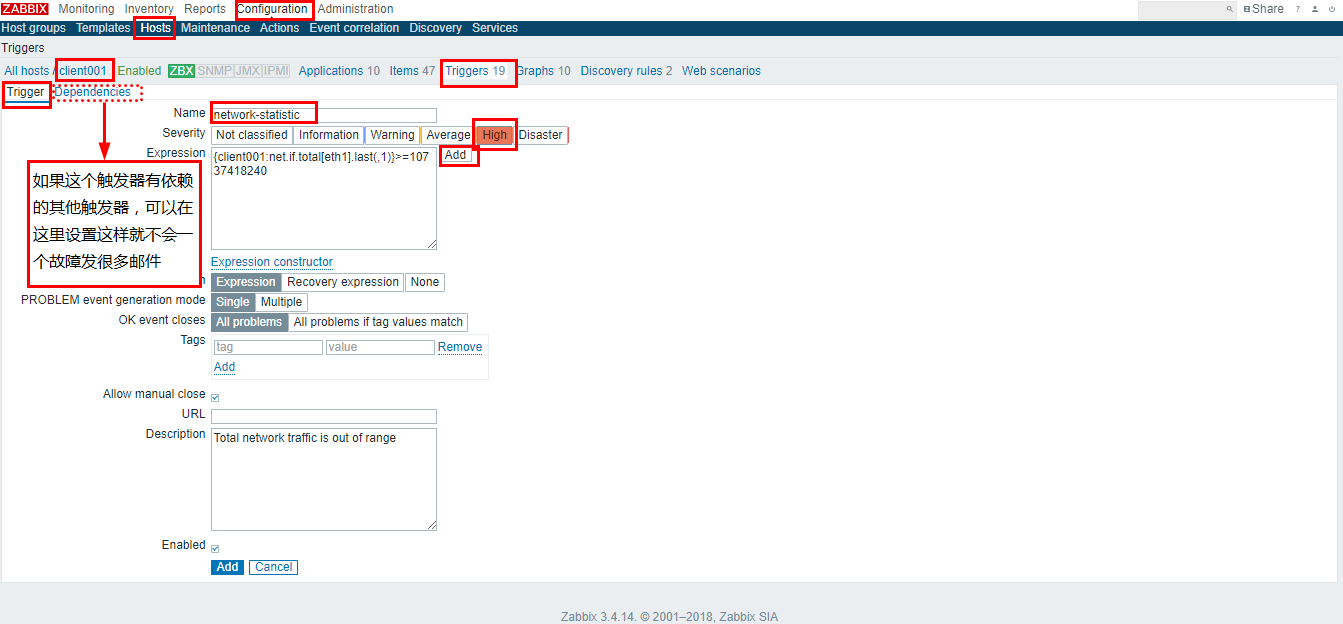 ZABBIX Monitoring Inventory Reports Configuration Administration Share ?
Host groups Templates Hosts Maintenance Actions Event correlation Discovery Services
Triggers
All hosts / client001 Enabled ZBX SNMP JMX IPMI Applications 10 Items 47 Triggers 19 Graphs 10 Discovery rules 2 Web scenarios
Trigger Dependencies
Name network-statistic
Severity Not classified Information Warning Average High Disaster
Expression {client001:net.if.total[eth1].last(,1)}>=107 Add
37418240
如果这个触发器有依赖
的其他触发器，可以在
这里设置这样就不会一
个故障发很多邮件
Expression constructor
n Expression Recovery expression None
PROBLEM event generation mode Single Multiple
OK event closes All problems All problems if tag values match
Tags tag value Remove
Add
Allow manual close
URL
Description Total network traffic is out of range
Enabled
Add Cancel
Zabbix 3.4.14. © 2001–2018, Zabbix SIA